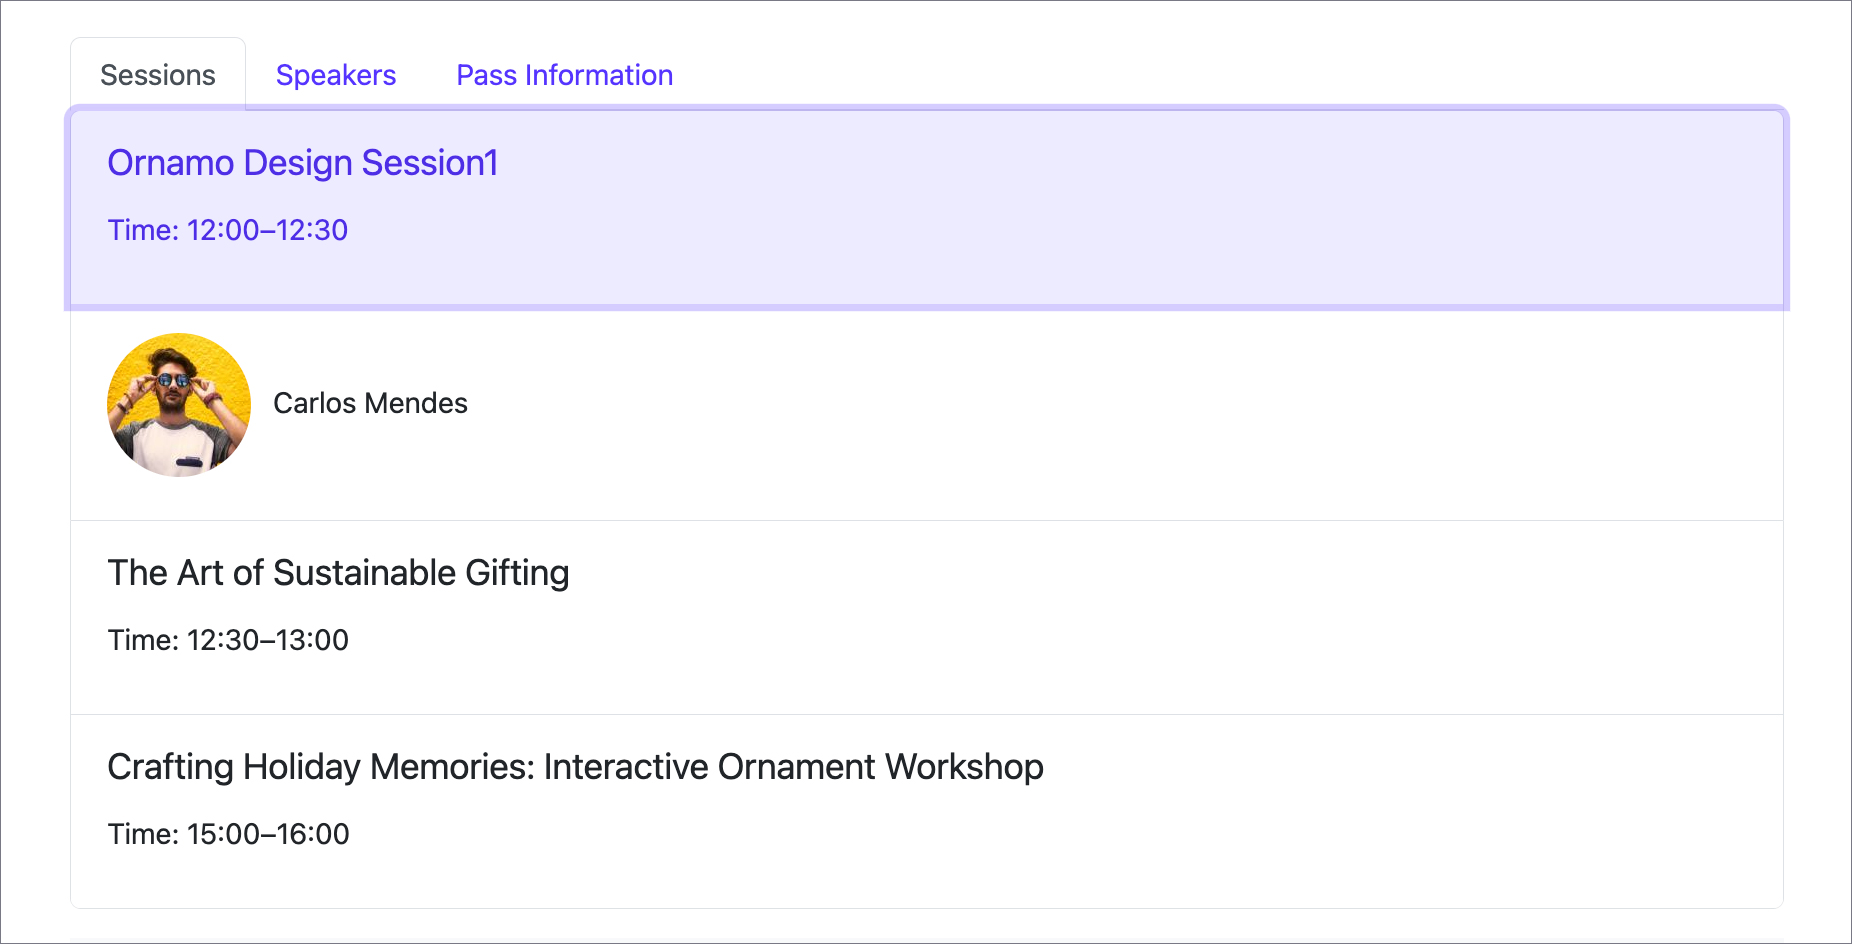 Sessions Speakers Pass Information
Ornamo Design Session1
Time: 12:00–12:30
Carlos Mendes
The Art of Sustainable Gifting
Time: 12:30–13:00
Crafting Holiday Memories: Interactive Ornament Workshop
Time: 15:00–16:00